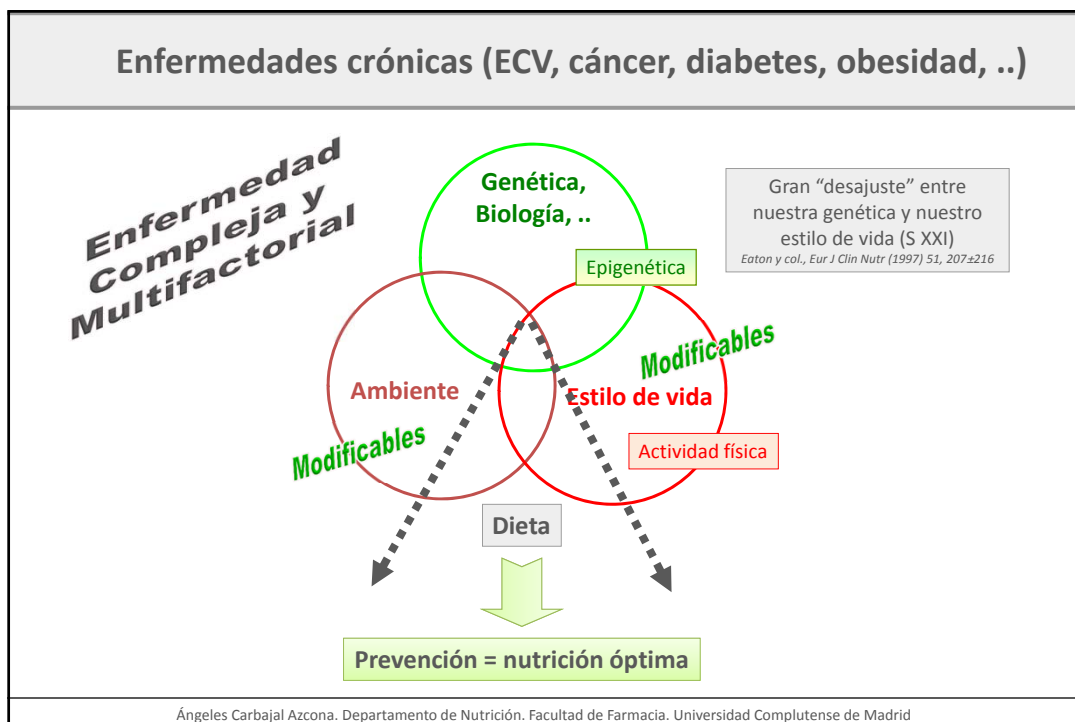 Enfermedades crónicas (ECV, cáncer, diabetes, obesidad, ..)
Enfermedad
Compleja y
Multifactorial
Genética,
Biología, ..
Epigenética
Gran “desajuste” entre
nuestra genética y nuestro
estilo de vida (S XXI)
Eaton y col., Eur J Clin Nutr (1997) 51, 207±216
Modificables
Ambiente
Estilo de vida
Modificables
Actividad física
Dieta
Prevención = nutrición óptima
Ángeles Carbajal Azcona. Departamento de Nutrición. Facultad de Farmacia. Universidad Complutense de Madrid